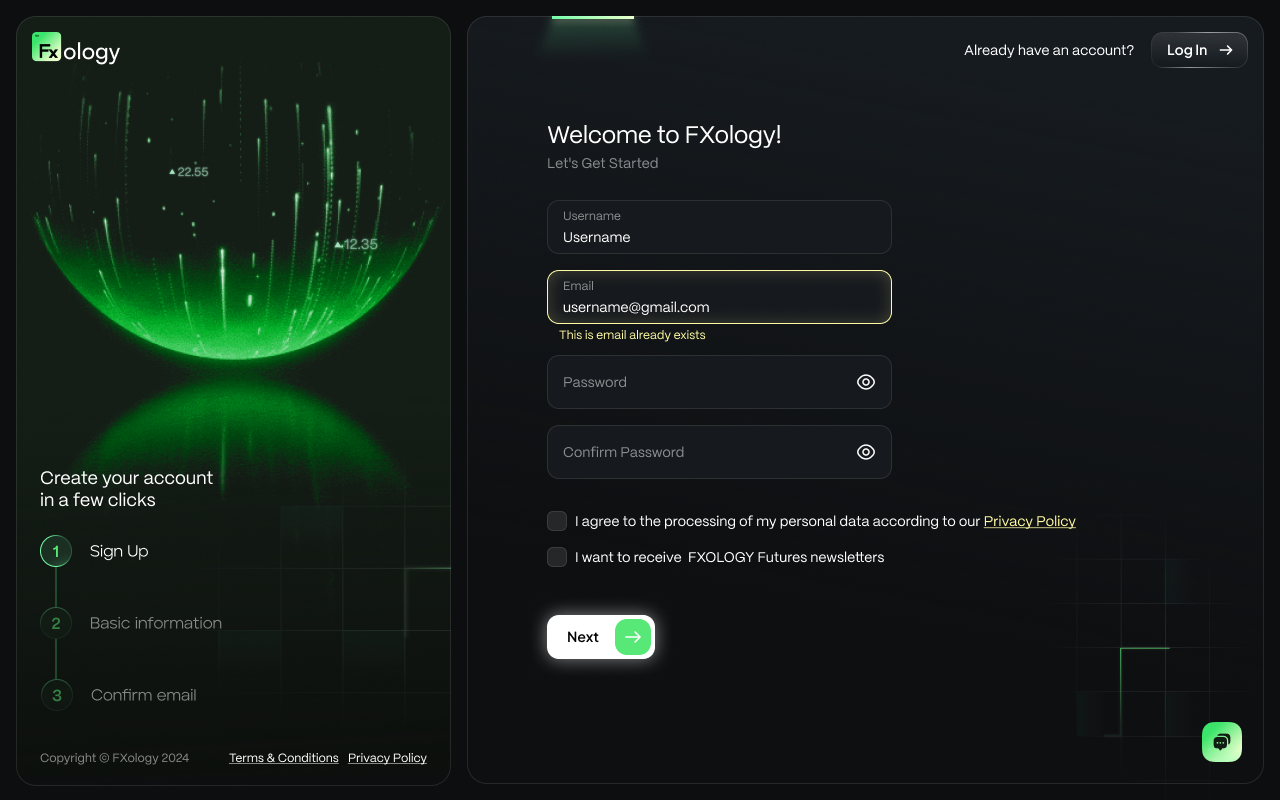 Fxology
22.55
12.35
Create your account
in a few clicks
1 Sign Up
2 Basic information
3 Confirm email
Copyright © FXology 2024 Terms & Conditions Privacy Policy
Already have an account? Log In
Welcome to FXology!
Let's Get Started
Username
Username
Email
username@gmail.com
This is email already exists
Password
Confirm Password
I agree to the processing of my personal data according to our Privacy Policy
I want to receive FXOLOGY Futures newsletters
Next